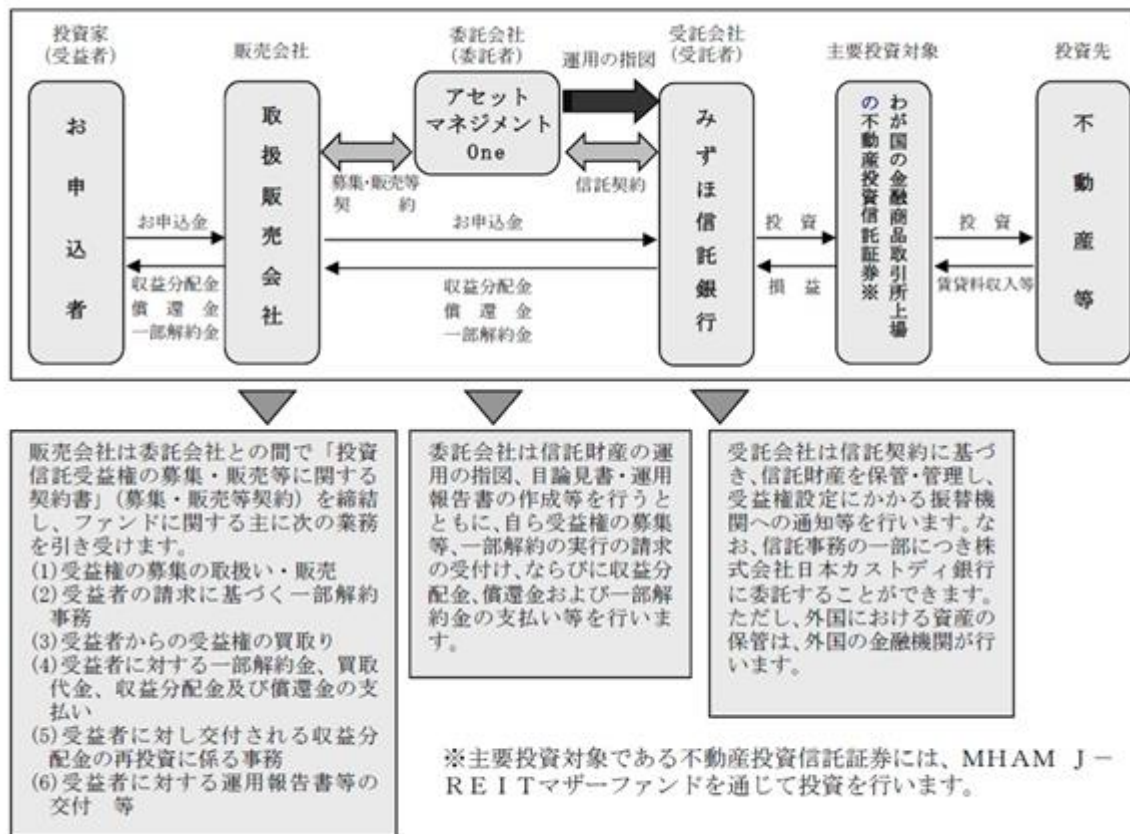 投資家
(受益者)
販売会社
委託会社
(委託者)
運用の指図
受託会社
(受託者)
主要投資対象
投資先
お申込者
取扱販売会社
アセット
マネジメント
One
みずほ信託銀行
わが国の金融商品取引所上場
の不動産投資信託証券※
不動産等
募集・販売等
契約
信託契約
お申込金
収益分配金
償還金
一部解約金
お申込金
収益分配金
償還金
一部解約金
投資
損益
投資
賃貸料収入等
販売会社は委託会社との間で「投資
信託受益権の募集・販売等に関する
契約書」(募集・販売等契約)を締結
し、ファンドに関する主に次の業務
を引き受けます。
(1)受益権の募集の取扱い・販売
(2)受益者の請求に基づく一部解約
事務
(3)受益者からの受益権の買取り
(4)受益者に対する一部解約金、買取
代金、収益分配金及び償還金の支
払い
(5)受益者に対し交付される収益分
配金の再投資に係る事務
(6)受益者に対する運用報告書等の
交付 等
委託会社は信託財産の運
用の指図、目論見書・運用
報告書の作成等を行うと
ともに、自ら受益権の募集
等、一部解約の実行の請求
の受付け、ならびに収益分
配金、償還金および一部解
約金の支払い等を行いま
す。
受託会社は信託契約に基づ
き、信託財産を保管・管理し、
受益権設定にかかる振替機
関への通知等を行います。な
お、信託事務の一部につき株
式会社日本カストディ銀行
に委託することができます。
ただし、外国における資産の
保管は、外国の金融機関が行
います。
※主要投資対象である不動産投資信託証券には、MHAM J-
REITマザーファンドを通じて投資を行います。